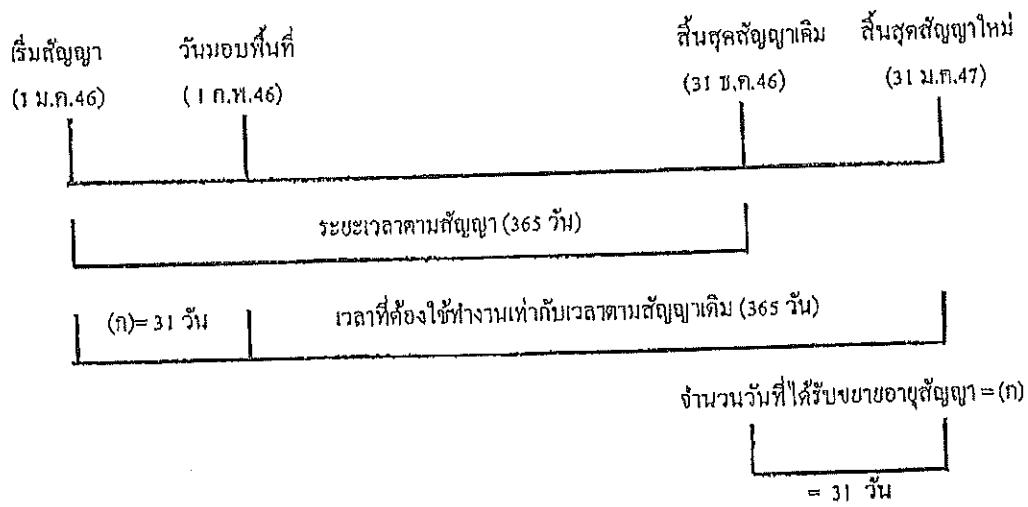 เริ่มสัญญา วันมอบพื้นที่ สิ้นสุดสัญญาเดิม สิ้นสุดสัญญาใหม่
(1 ม.ค.46) (1 ก.พ.46) (31 ธ.ค.46) (31 ม.ค.47)
ระยะเวลาตามสัญญา (365 วัน)
(ก)= 31 วัน เวลาที่ต้องใช้ทำงานเท่ากับเวลาตามสัญญาเดิม (365 วัน)
จำนวนวันที่ได้รับขยายอายุสัญญา = (ก)
= 31 วัน